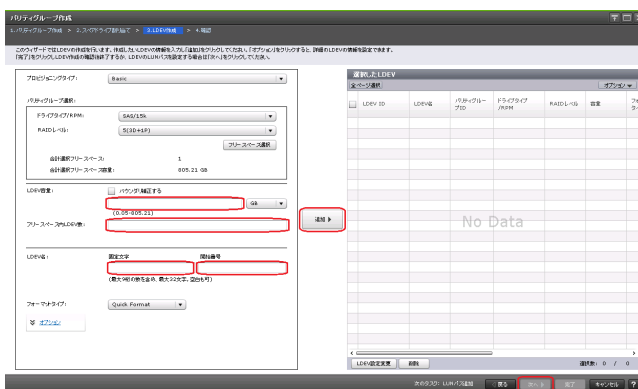 パリティグループ作成
1.パリティグループ作成 > 2.スペアドライブ割り当て > 3.LDEV作成 > 4.確認
このウィザードではLDEVの作成を行います。作成したいLDEVの情報を入力し「追加」をクリックしてください。「オプション」をクリックすると、詳細のLDEVの情報を設定できます。
「完了」をクリックしLDEV作成の確認後終了するか、LDEVのLUNパスを設定する場合は「次へ」をクリックしてください。
プロビジョニングタイプ: Basic
パリティグループ選択:
ドライブタイプ/RPM: SAS/15k
RAIDレベル: 5(3D+1P)
フリースペース選択
合計選択フリースペース: 1
合計選択フリースペース容量: 805.21 GB
LDEV容量: バウンダリ補正する
GB
(0.05-805.21)
フリースペース内LDEV数:
LDEV名: 固定文字 開始番号
(最大9桁の数を含め、最大32文字、空白も可)
フォーマットタイプ: Quick Format
オプション
追加
選択したLDEV
全ページ選択
オプション
LDEV ID LDEV名 パリティグループID ドライブタイプ/RPM RAIDレベル 容量
No Data
LDEV設定変更 削除 選択数: 0 / 0
次のタスク: LUNパス追加 戻る 次へ 完了 キャンセル ?